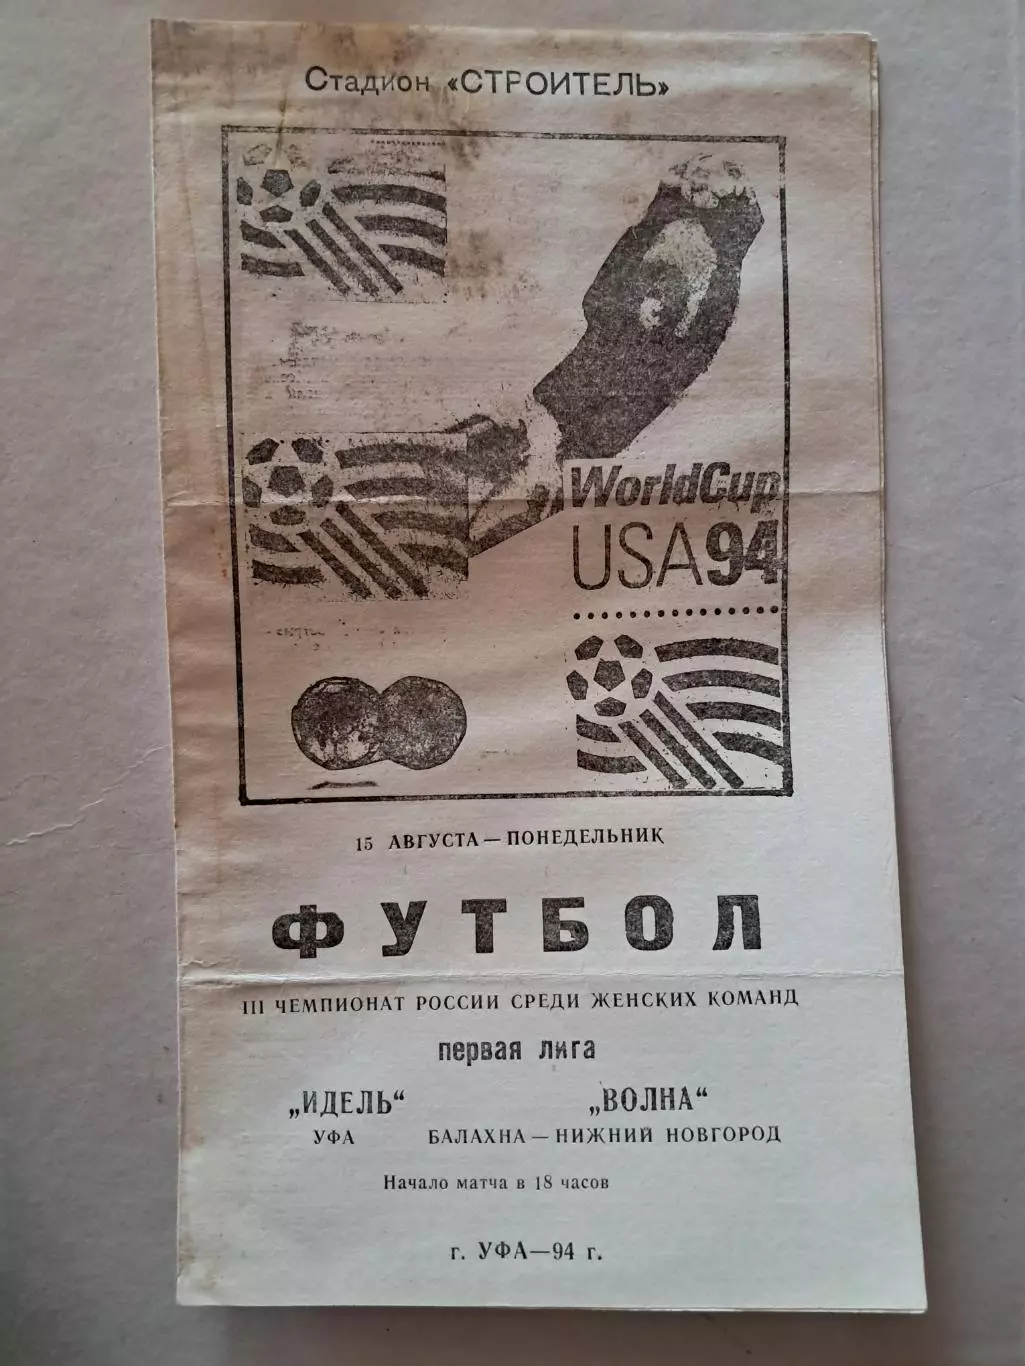 Стадион «СТРОИТЕЛЬ»
WorldCup
USA94
15 АВГУСТА — ПОНЕДЕЛЬНИК
ФУТБОЛ
III ЧЕМПИОНАТ РОССИИ СРЕДИ ЖЕНСКИХ КОМАНД
первая лига
„ИДЕЛЬ“ „ВОЛНА“
УФА БАЛАХНА — НИЖНИЙ НОВГОРОД
Начало матча в 18 часов
г. УФА—94 г.